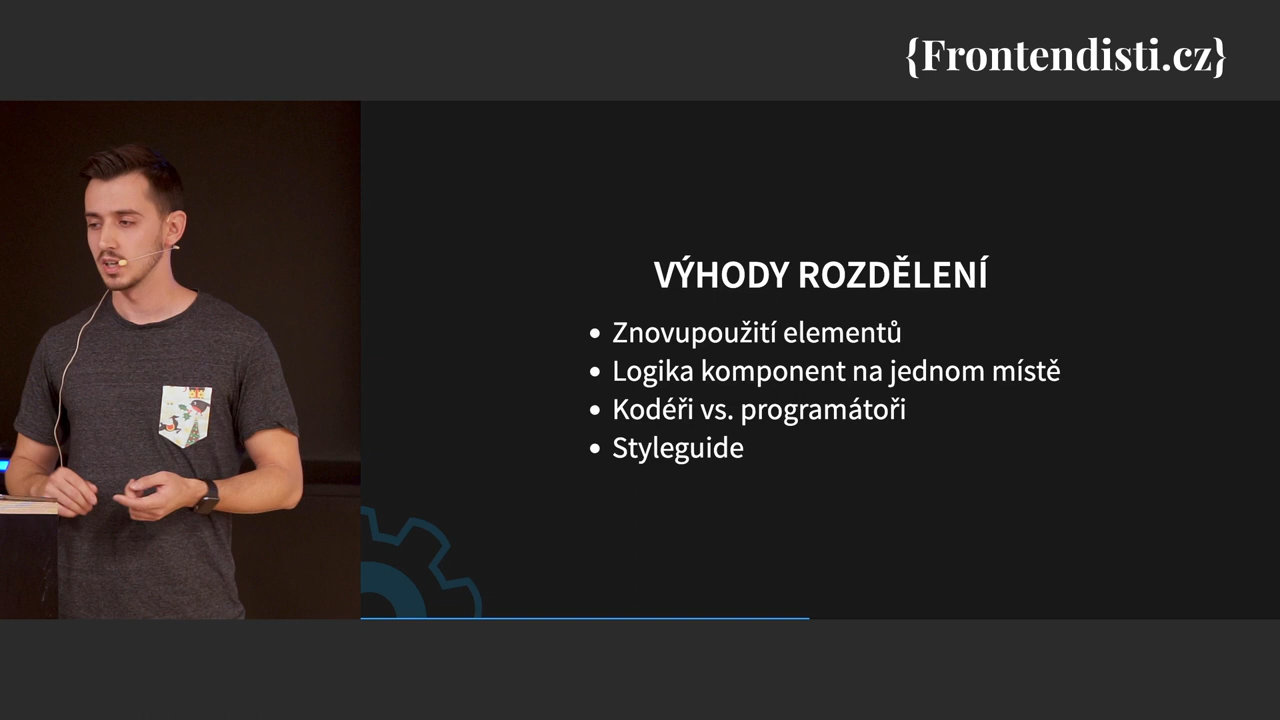 {Frontendisti.cz}
VÝHODY ROZDĚLENÍ
• Znovupoužití elementů
• Logika komponent na jednom místě
• Kodéři vs. programátoři
• Styleguide